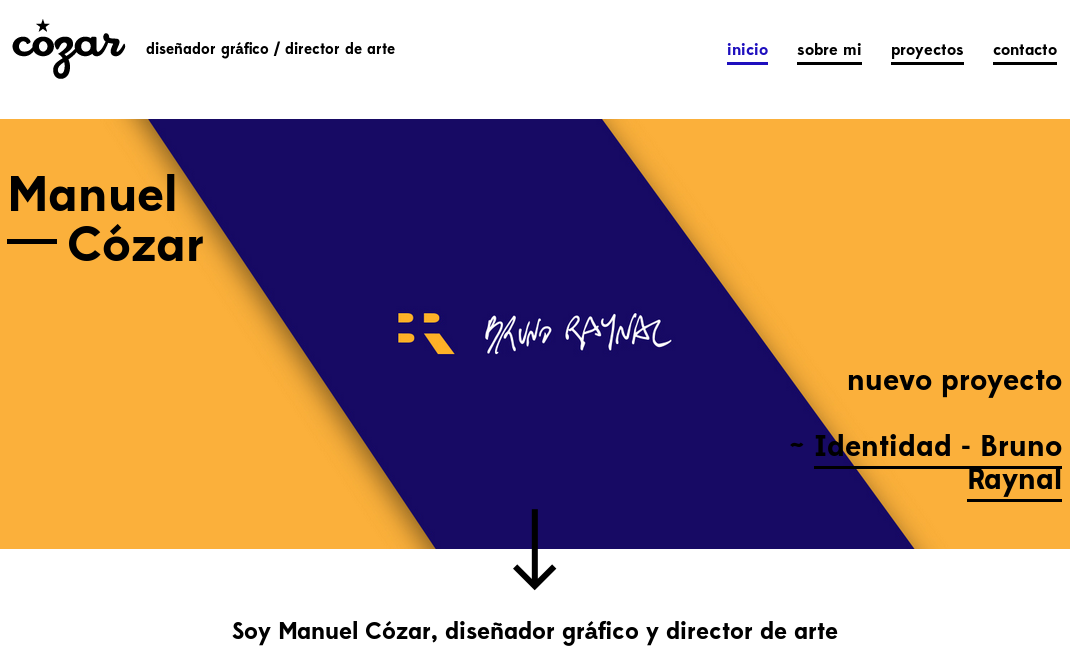 cózar
diseñador gráfico / director de arte
inicio
sobre mi
proyectos
contacto
Manuel
Cózar
BR BRUNO RAYNAL
nuevo proyecto
~ Identidad - Bruno
Raynal
Soy Manuel Cózar, diseñador gráfico y director de arte